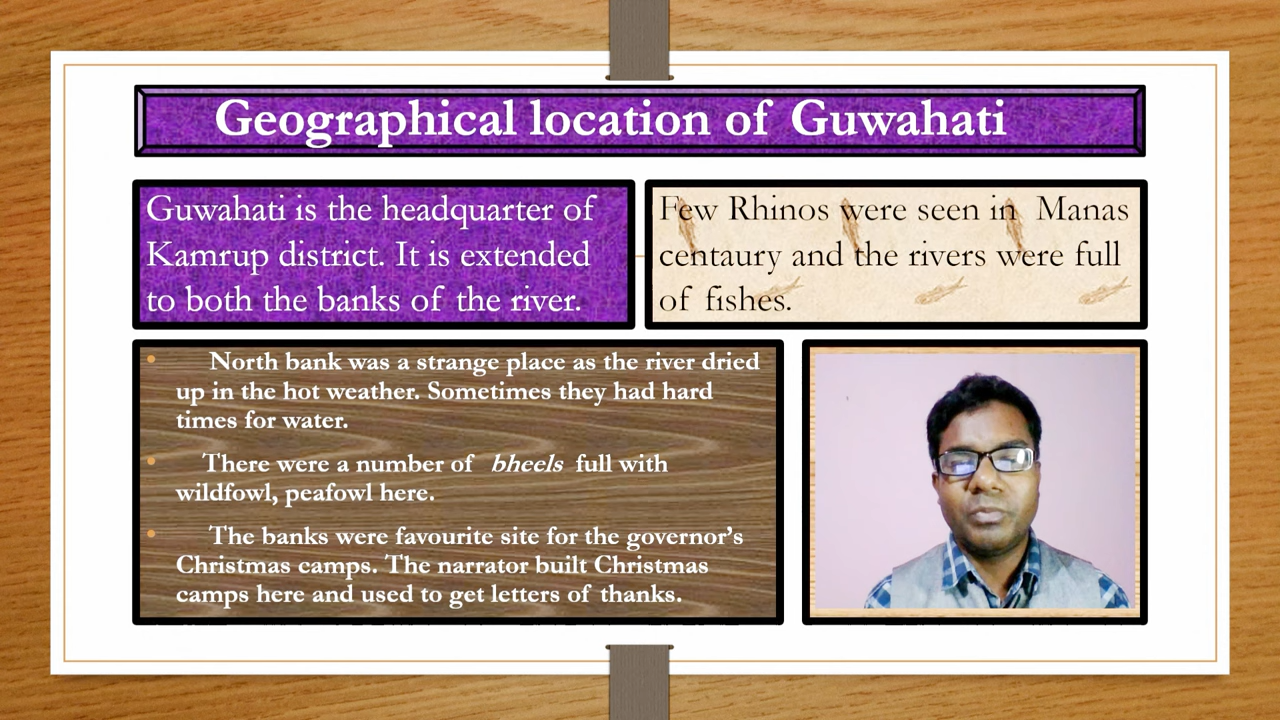 Geographical location of Guwahati
Guwahati is the headquarter of
Kamrup district. It is extended
to both the banks of the river.
Few Rhinos were seen in Manas
centaury and the rivers were full
of fishes.
• North bank was a strange place as the river dried
up in the hot weather. Sometimes they had hard
times for water.
• There were a number of bheels full with
wildfowl, peafowl here.
• The banks were favourite site for the governor's
Christmas camps. The narrator built Christmas
camps here and used to get letters of thanks.